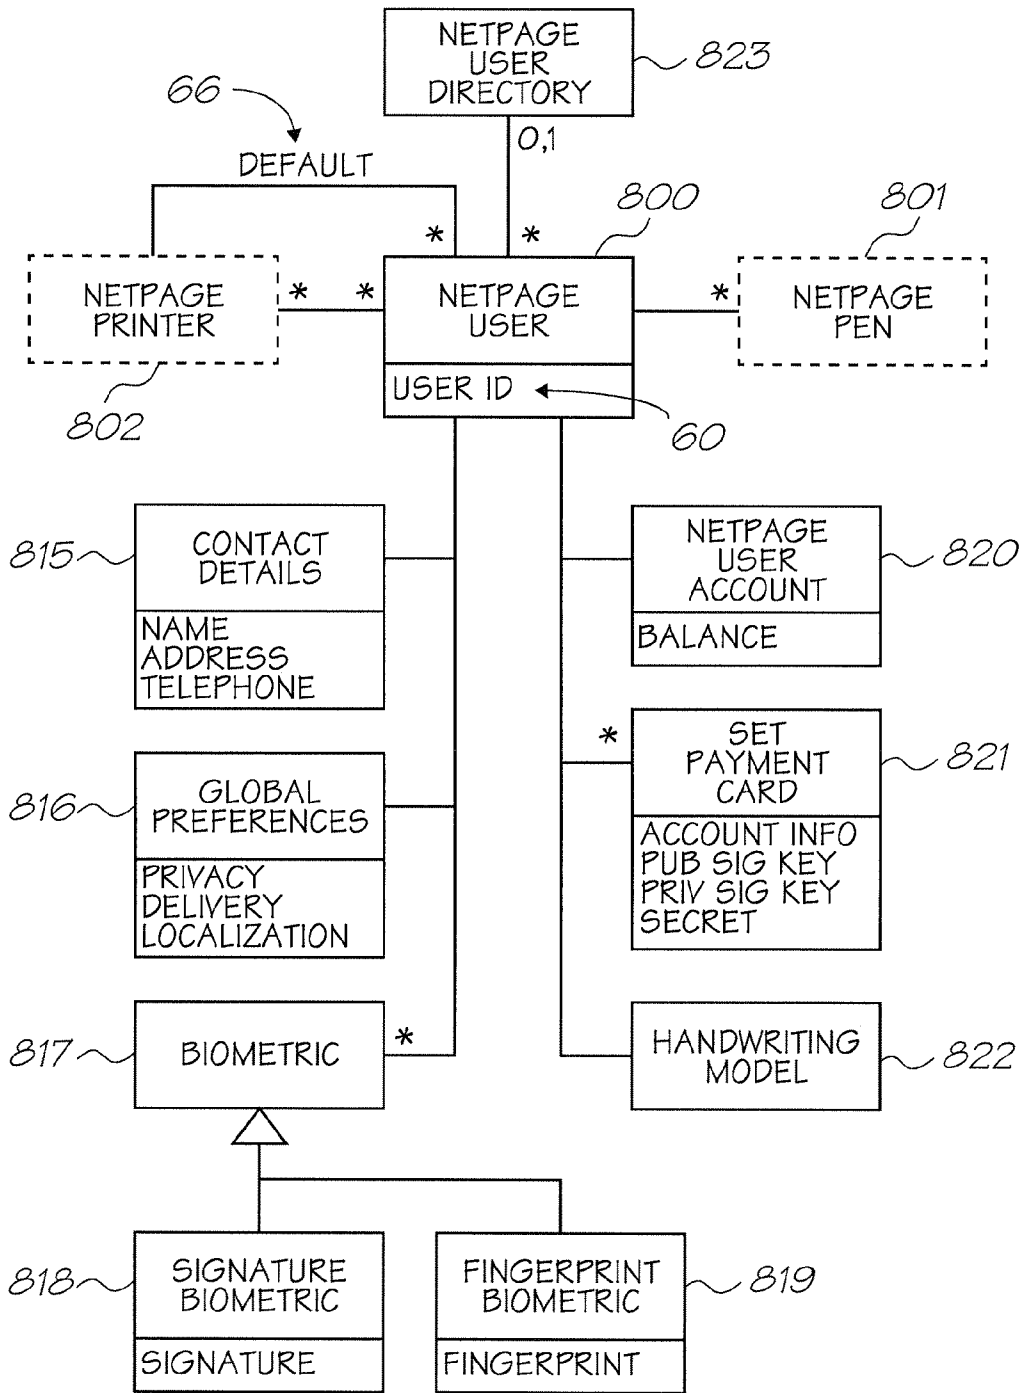 NETPAGE
USER
DIRECTORY
823
66
0,1
DEFAULT
800
801
*
*
NETPAGE
PRINTER
*
*
NETPAGE
USER
*
NETPAGE
PEN
USER ID
802
60
815
CONTACT
DETAILS
NAME
ADDRESS
TELEPHONE
NETPAGE
USER
ACCOUNT
820
BALANCE
816
GLOBAL
PREFERENCES
PRIVACY
DELIVERY
LOCALIZATION
*
SET
PAYMENT
CARD
821
ACCOUNT INFO
PUB SIG KEY
PRIV SIG KEY
SECRET
817
BIOMETRIC
*
HANDWRITING
MODEL
822
818
SIGNATURE
BIOMETRIC
SIGNATURE
FINGERPRINT
BIOMETRIC
819
FINGERPRINT